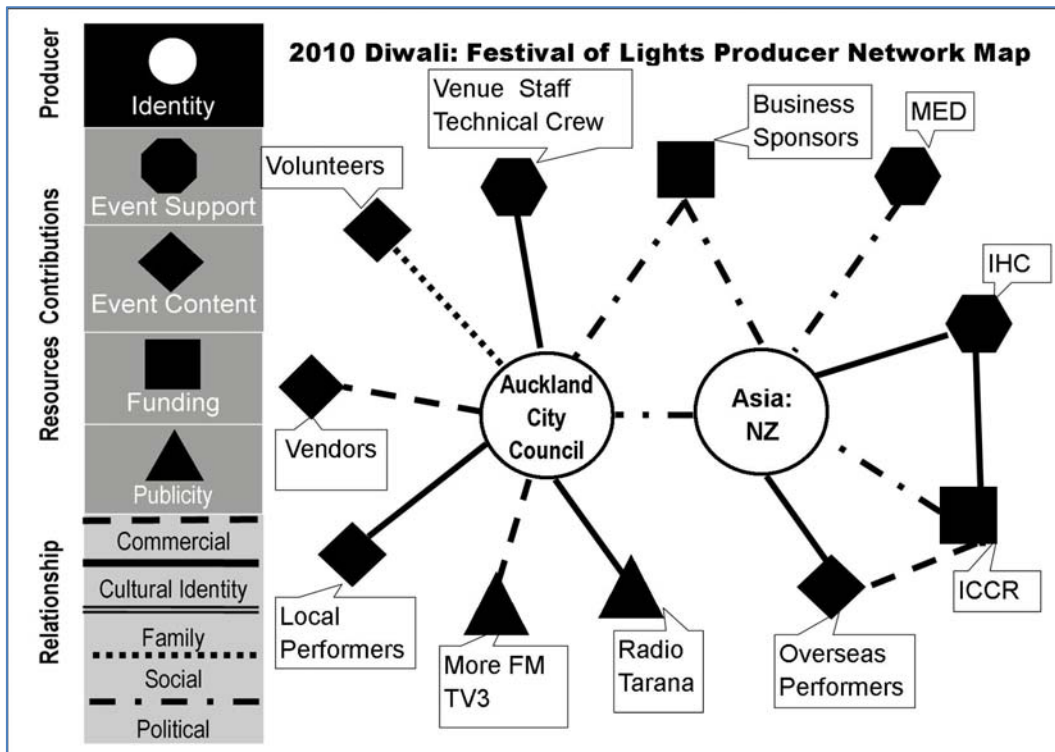 2010 Diwali: Festival of Lights Producer Network Map
Producer
Identity
Resources Contributions
Event Support
Event Content
Funding
Publicity
Relationship
Commercial
Cultural Identity
Family
Social
Political
Volunteers
Venue Staff
Technical Crew
Business
Sponsors
MED
IHC
Auckland
City
Council
Asia:
NZ
Vendors
Local
Performers
More FM
TV3
Radio
Tarana
Overseas
Performers
ICCR